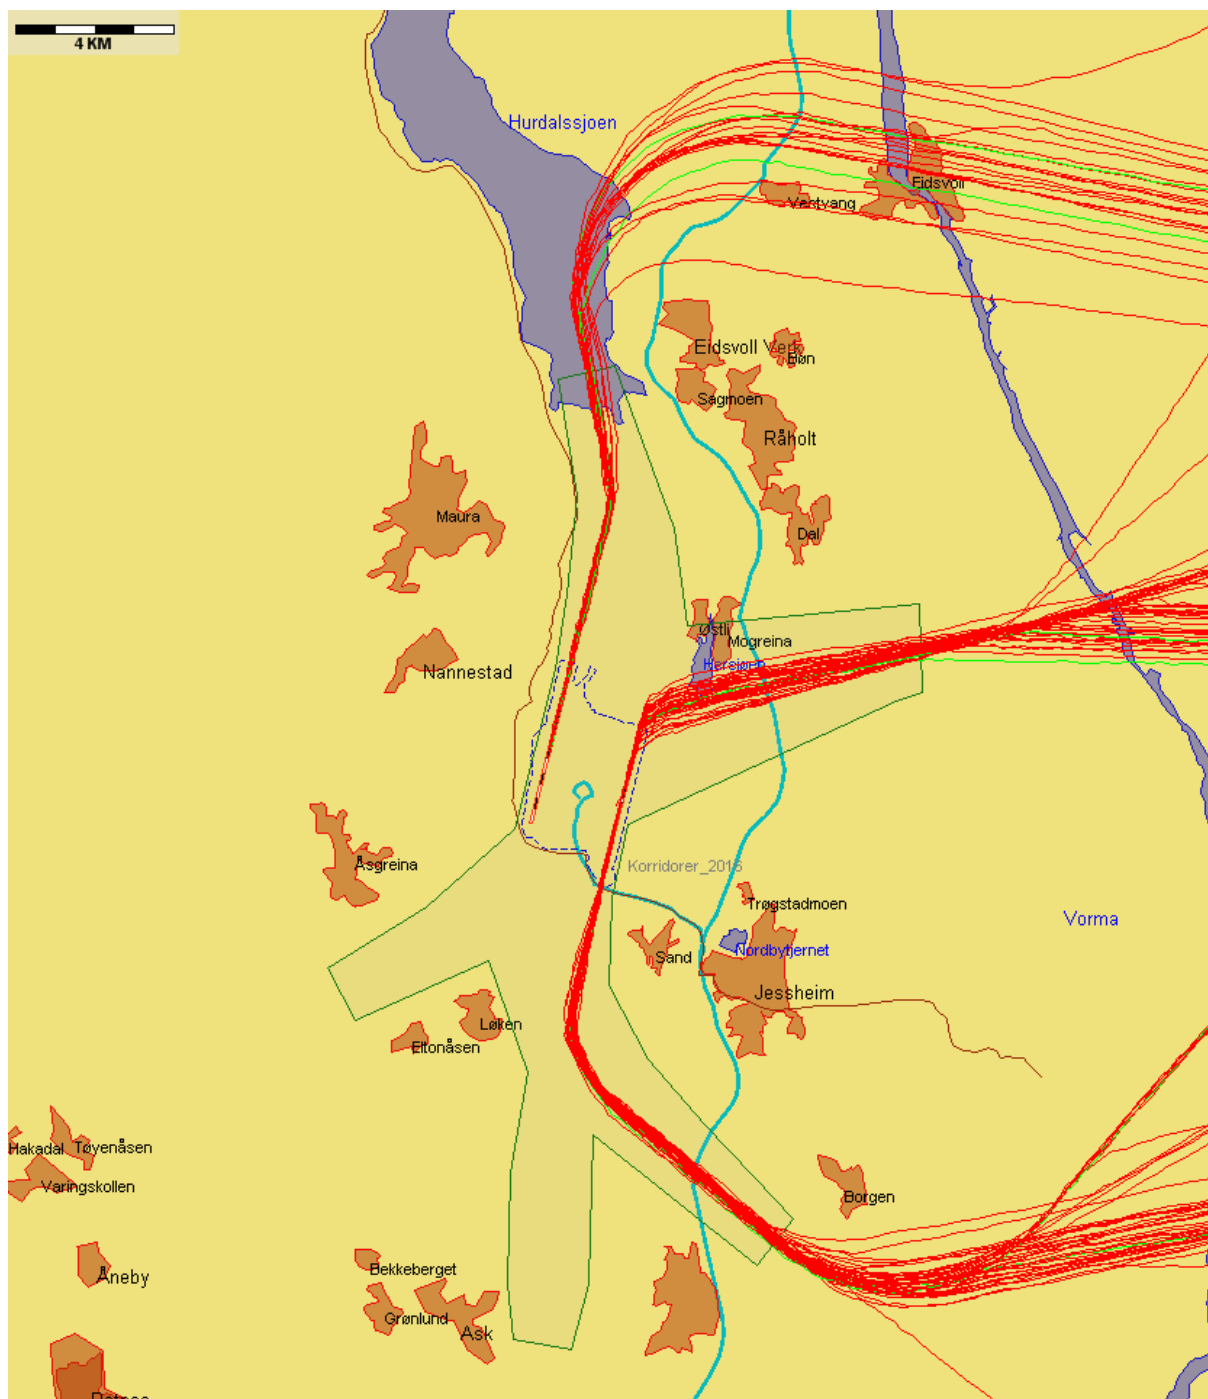 4 KM
Hurdalssjoen
Eidsvoll
Vestvang
Eidsvoll Verk
Bøn
Sagmoen
Råholt
Maura
Dal
Østli
Mogreina
Hersjøen
Nannestad
Åsgreina
Korridorer_2016
Trøgstadmoen
Vorma
Nordbytjernet
Sand
Jessheim
Løken
Eltonåsen
Hakadal
Tøyenåsen
Varingskollen
Borgen
Åneby
Bekkeberget
Grønlund
Ask